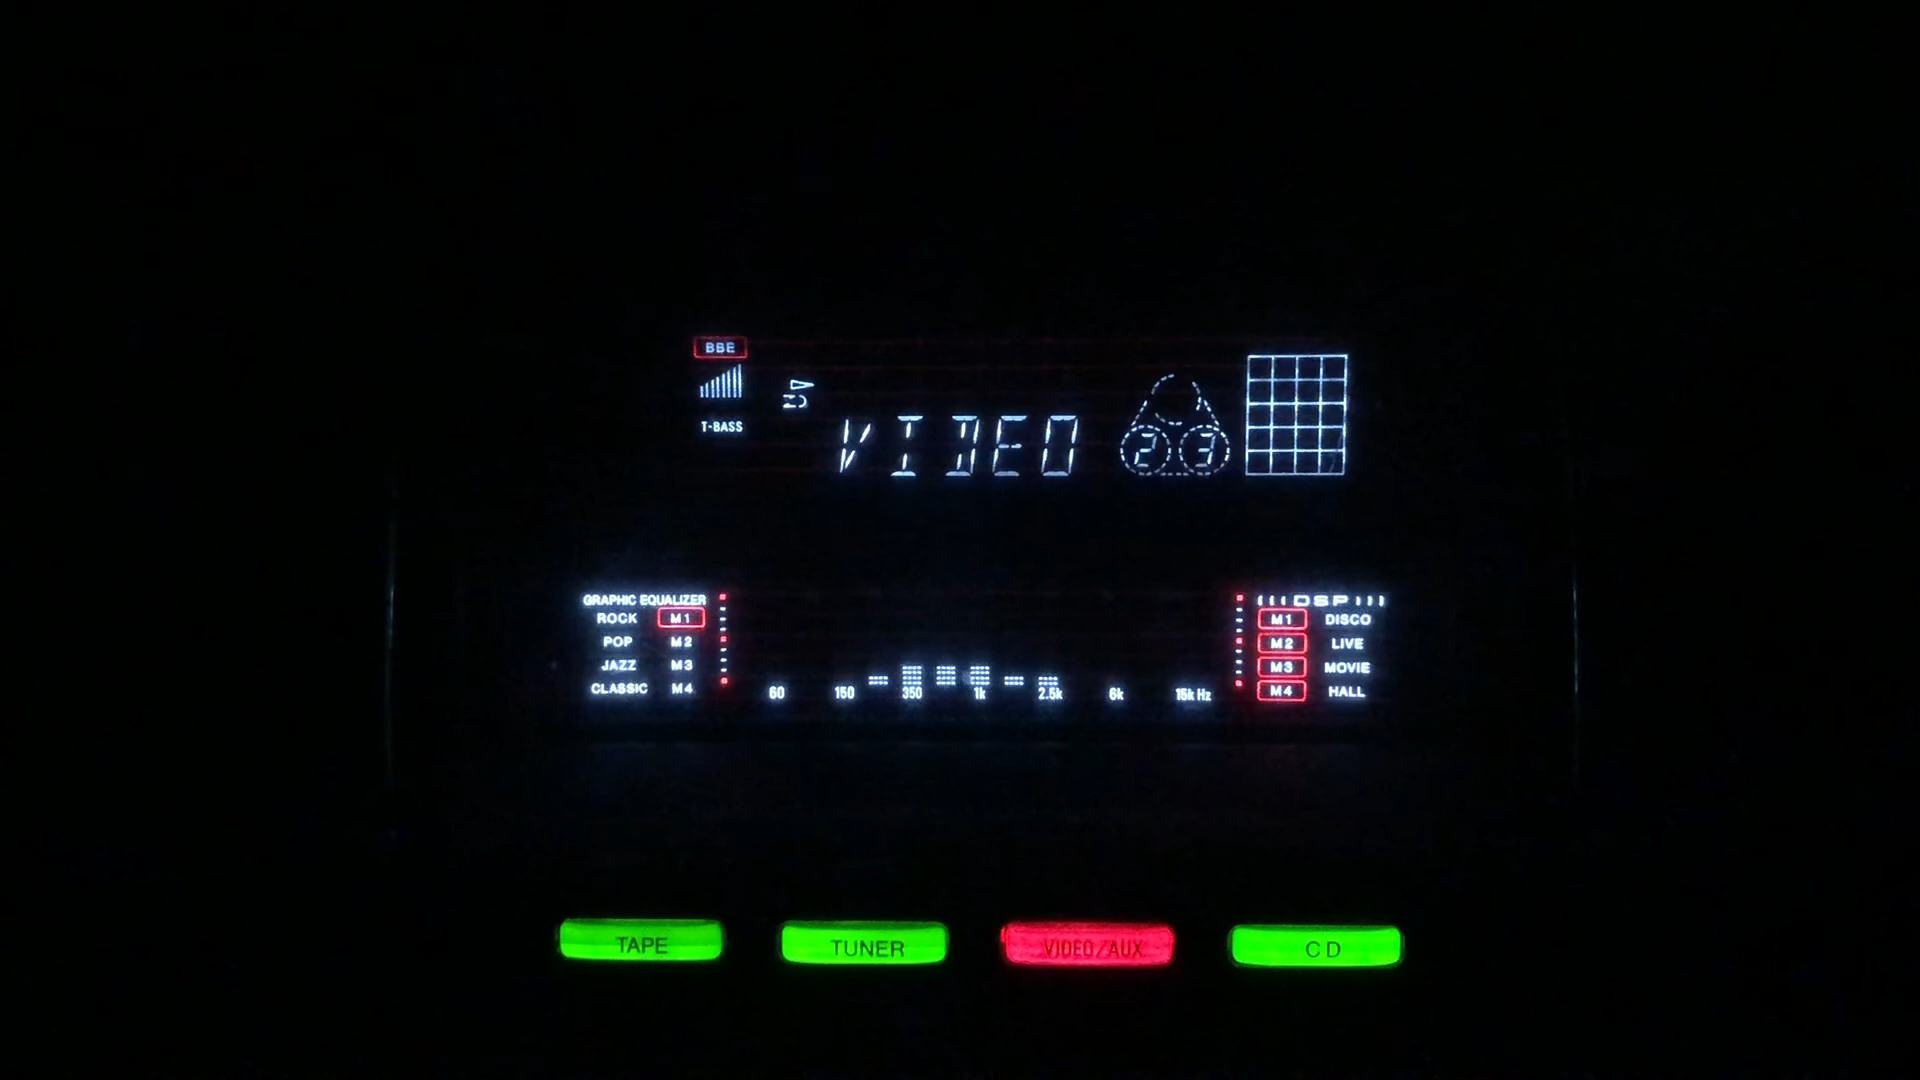 BBE
T-BASS
VIDEO
2 3
GRAPHIC EQUALIZER
ROCK M1
POP M2
JAZZ M3
CLASSIC M4
60 150 350 1k 2.5k 6k 15k Hz
DSP
M1 DISCO
M2 LIVE
M3 MOVIE
M4 HALL
TAPE TUNER VIDEO/AUX CD